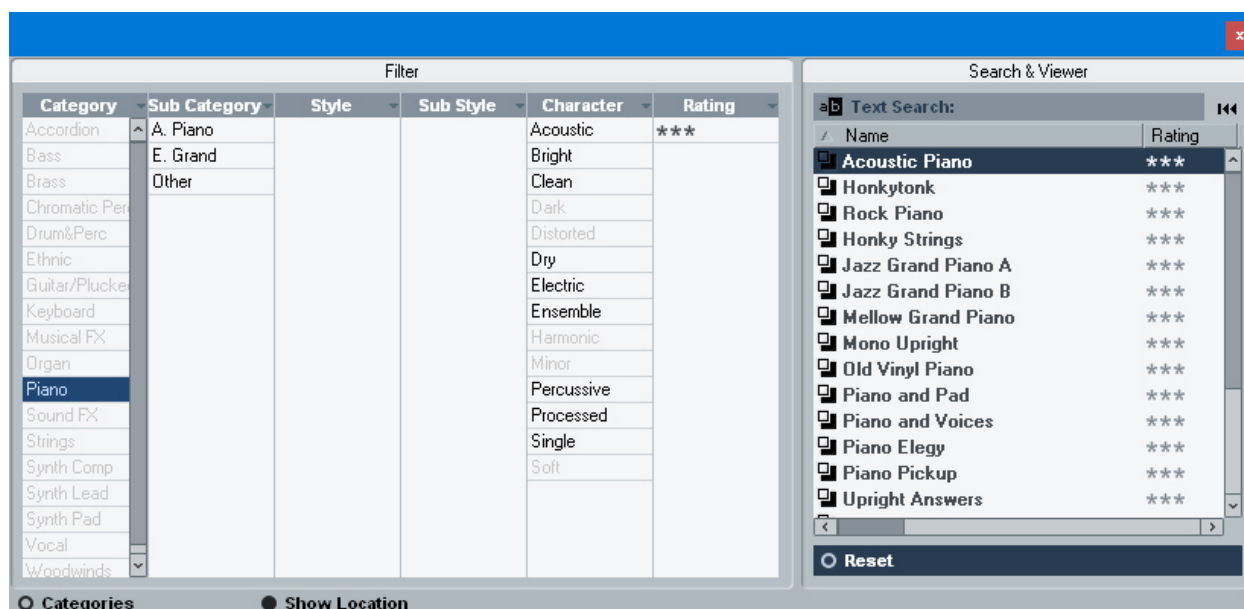 x
Filter
Category Sub Category Style Sub Style Character Rating
Accordion
Bass
Brass
Chromatic Per
Drum&Perc
Ethnic
Guitar/Plucke
Keyboard
Musical FX
Organ
Piano
Sound FX
Strings
Synth Comp
Synth Lead
Synth Pad
Vocal
Woodwinds
A. Piano
E. Grand
Other
Acoustic
Bright
Clean
Dark
Distorted
Dry
Electric
Ensemble
Harmonic
Minor
Percussive
Processed
Single
Soft
***
Search & Viewer
ab Text Search:
Name Rating
Acoustic Piano ***
Honkytonk ***
Rock Piano ***
Honky Strings ***
Jazz Grand Piano A ***
Jazz Grand Piano B ***
Mellow Grand Piano ***
Mono Upright ***
Old Vinyl Piano ***
Piano and Pad ***
Piano and Voices ***
Piano Elegy ***
Piano Pickup ***
Upright Answers ***
Reset
Categories Show Location